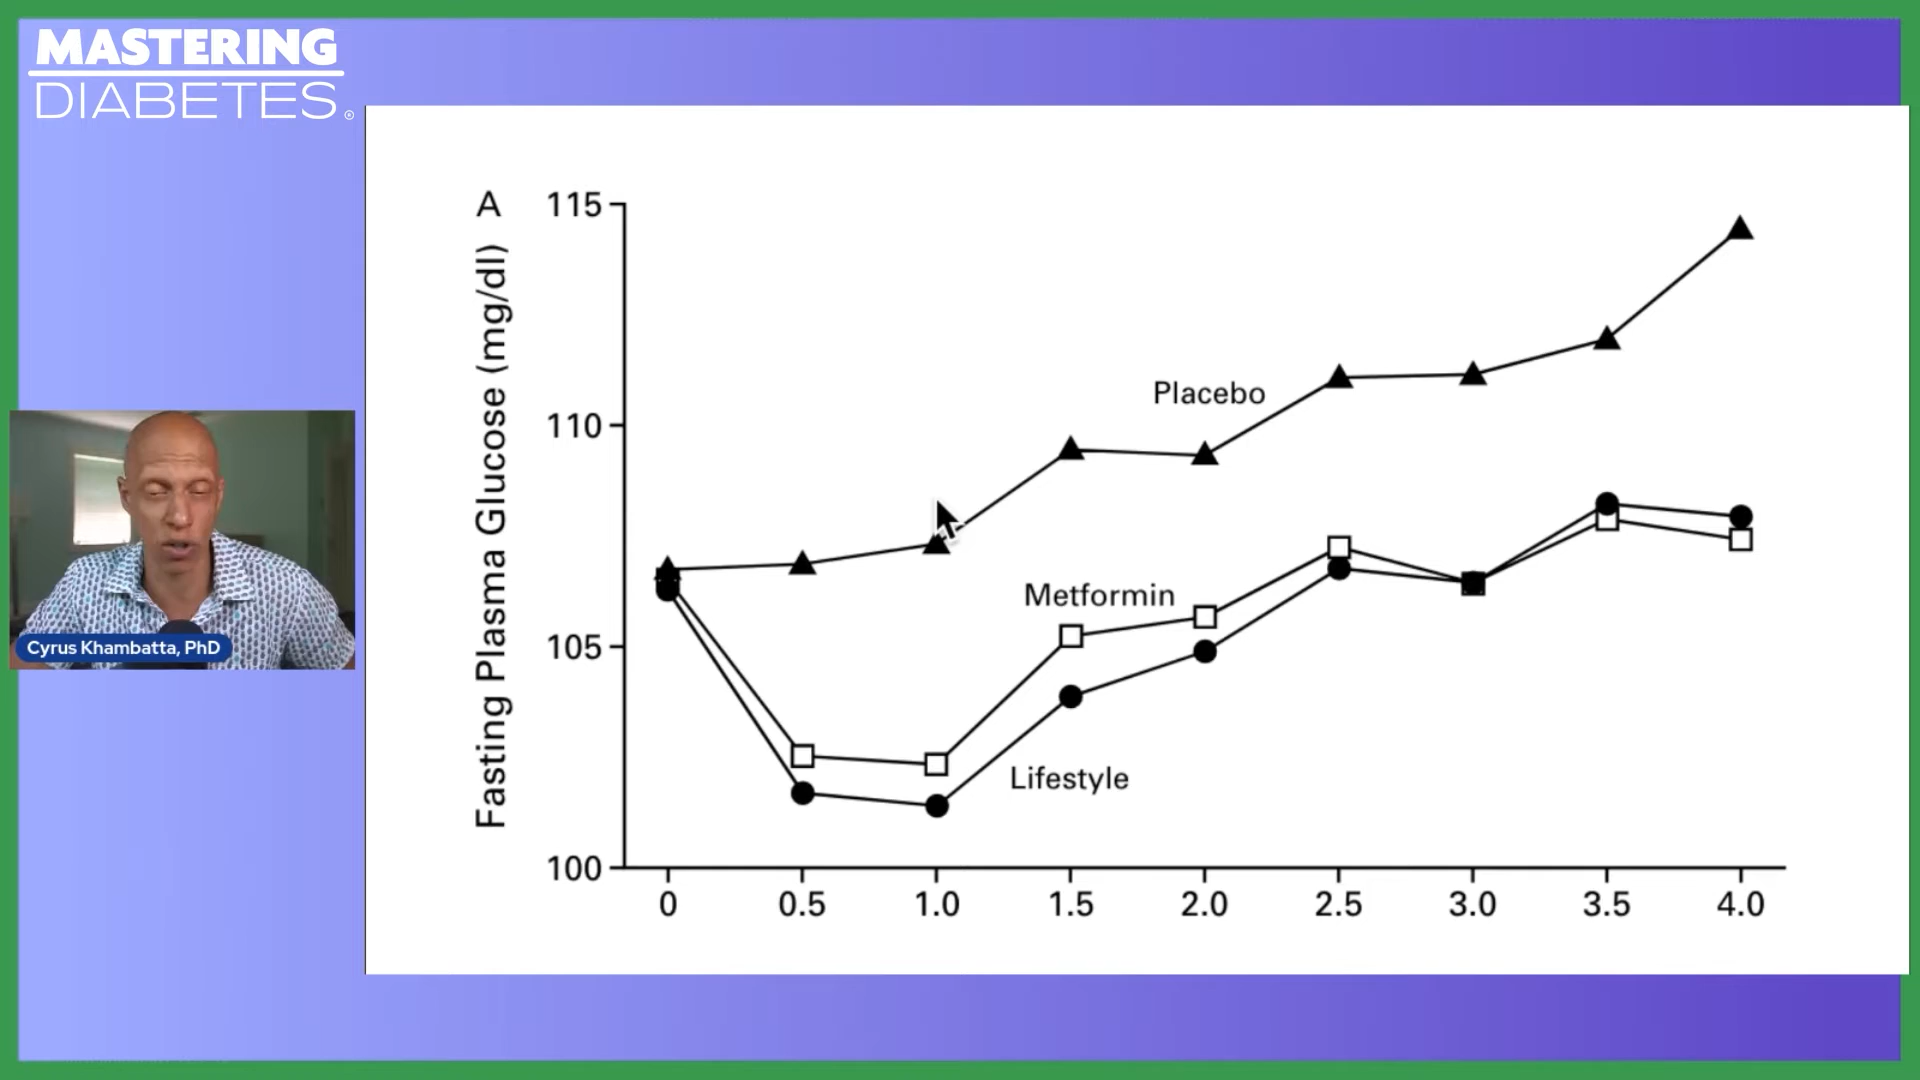 MASTERING
DIABETES®
A
115
110
105
100
Fasting Plasma Glucose (mg/dl)
Placebo
Metformin
Lifestyle
0 0.5 1.0 1.5 2.0 2.5 3.0 3.5 4.0
Cyrus Khambatta, PhD